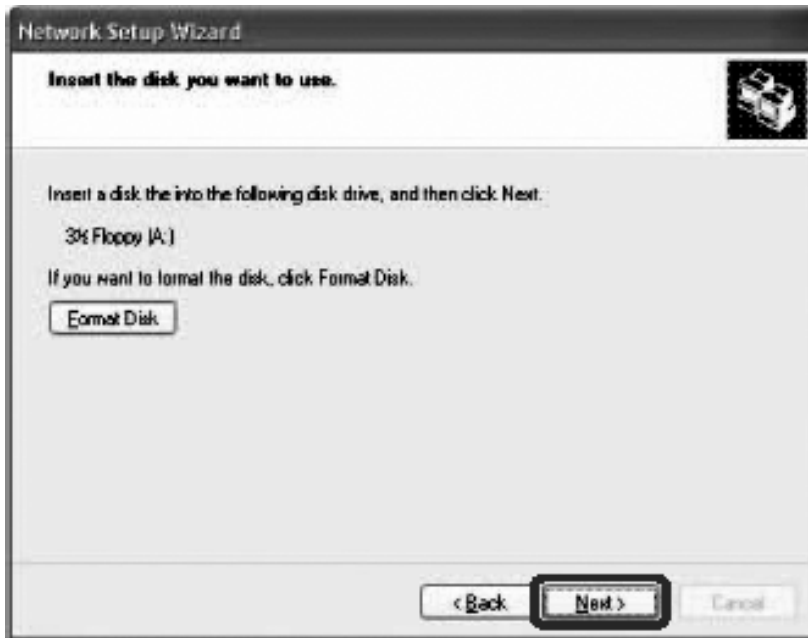 Network Setup Wizard
Insert the disk you want to use.
Insert a disk the into the following disk drive, and then click Next.
3½ Floppy (A:)
If you want to format the disk, click Format Disk.
Format Disk
< Back
Next >
Cancel